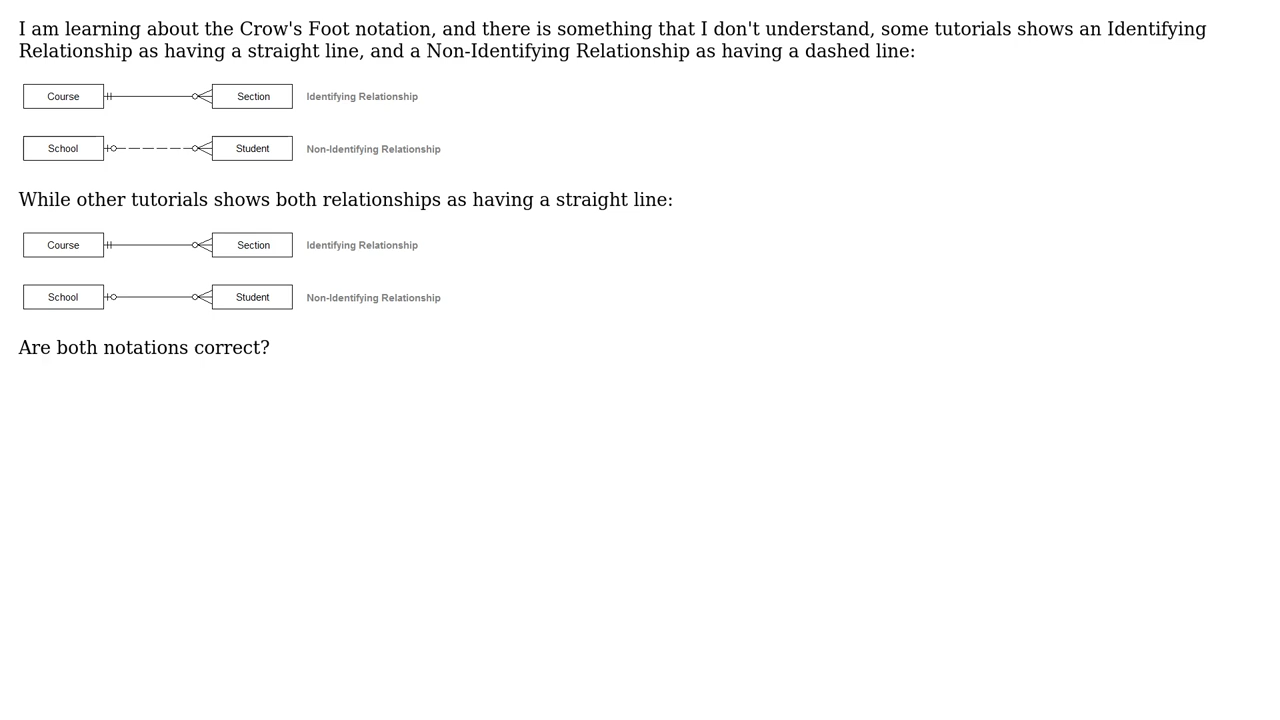 I am learning about the Crow's Foot notation, and there is something that I don't understand, some tutorials shows an Identifying
Relationship as having a straight line, and a Non-Identifying Relationship as having a dashed line:
Course Section Identifying Relationship
School Student Non-Identifying Relationship
While other tutorials shows both relationships as having a straight line:
Course Section Identifying Relationship
School Student Non-Identifying Relationship
Are both notations correct?